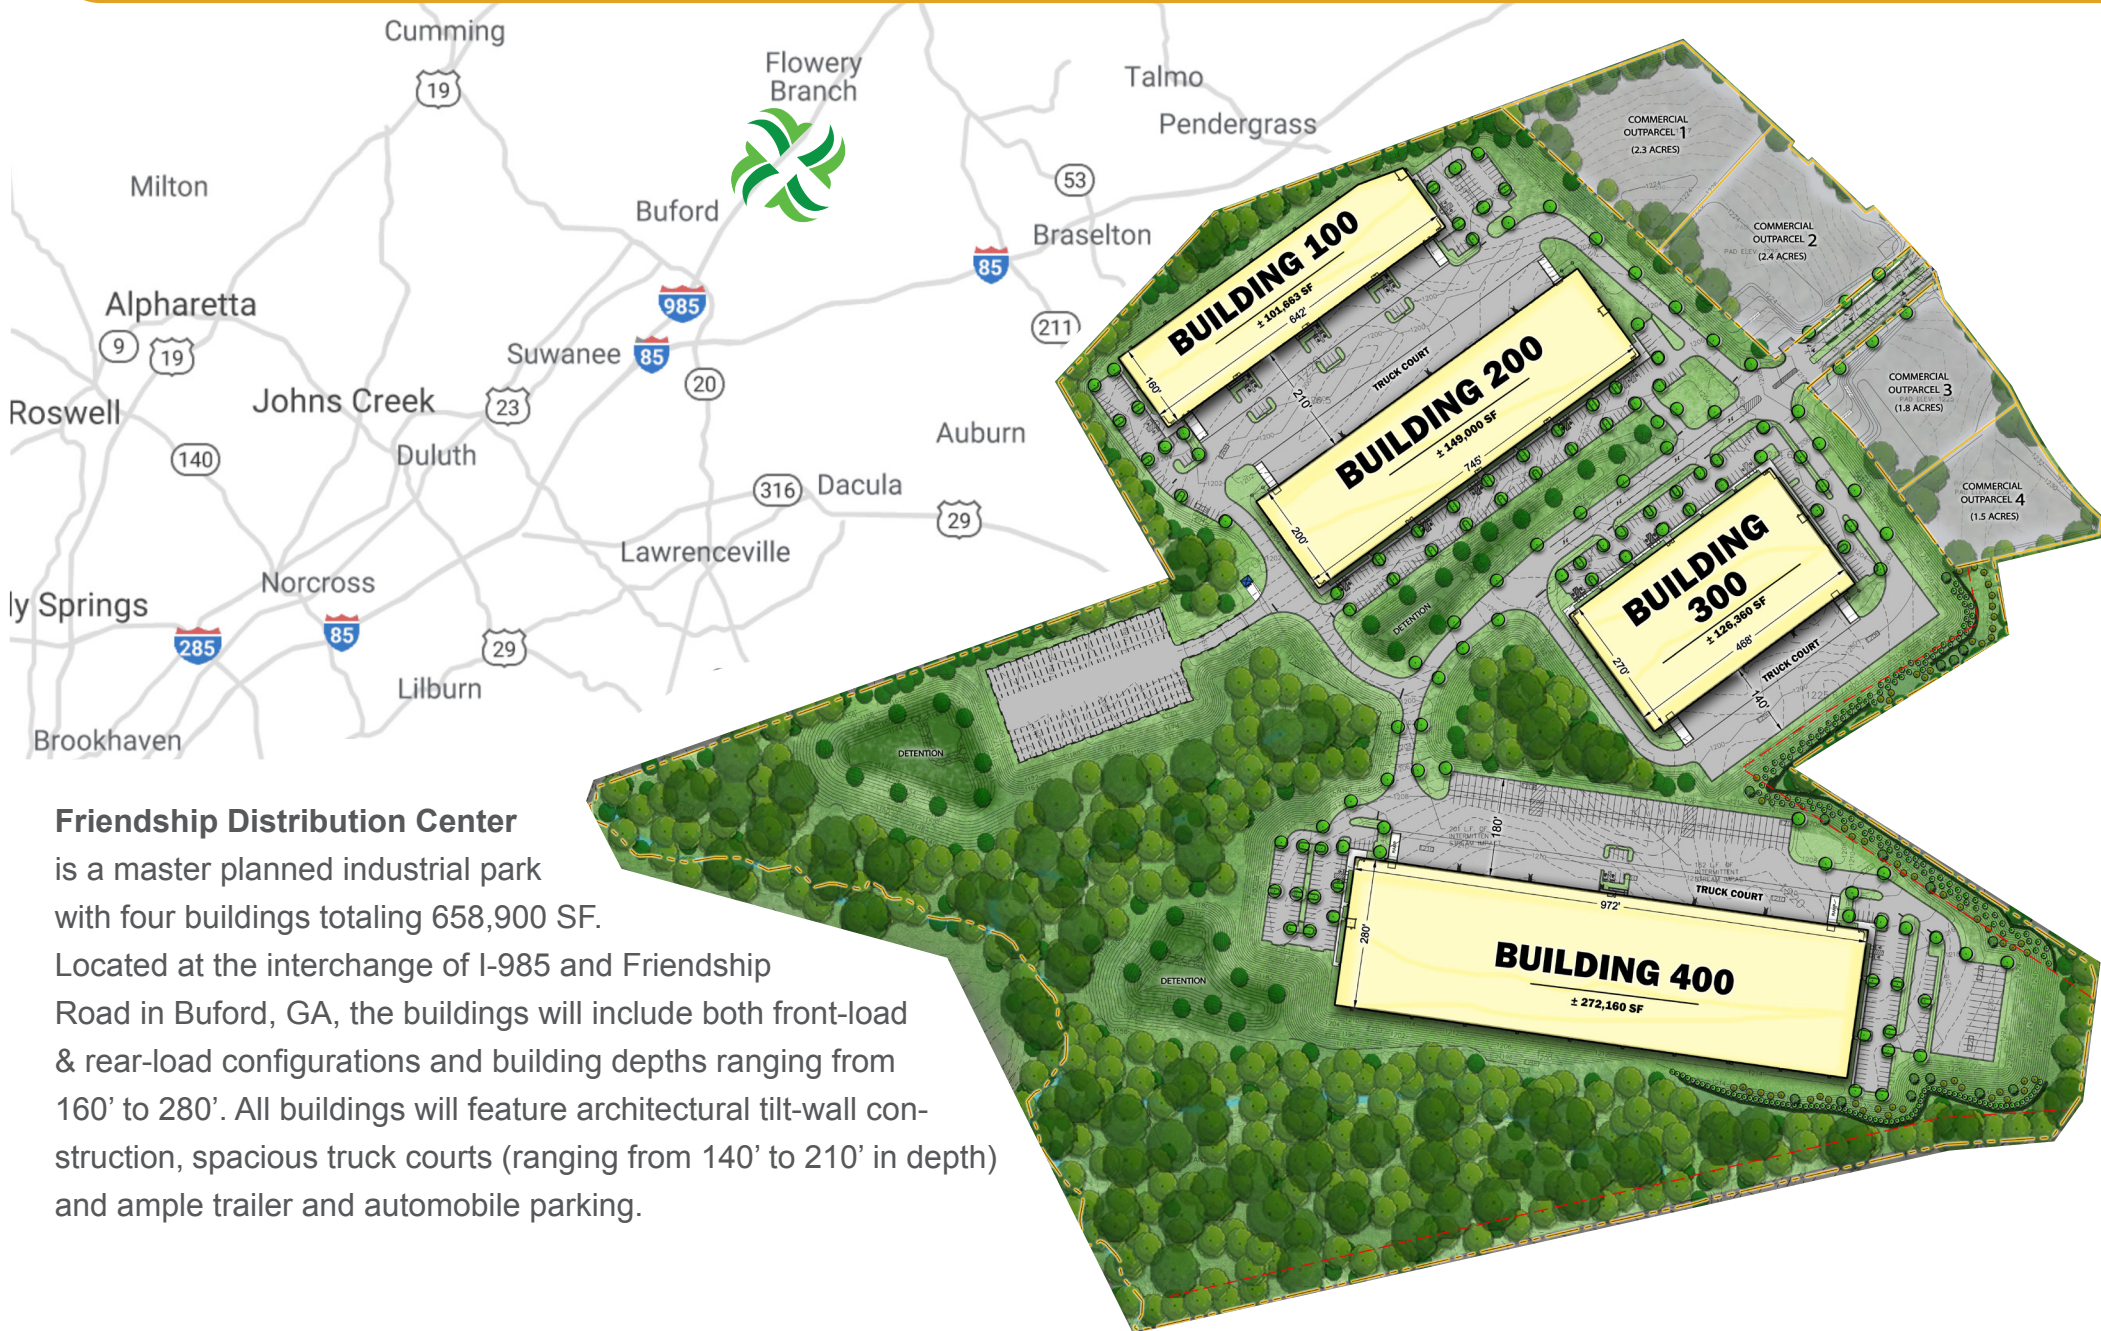 Cumming
19
Flowery
Branch
Talmo
Pendergrass
Milton
53
Buford
Braselton
85
985
Alpharetta
211
9
19
Suwanee
85
20
Johns Creek
23
Roswell
Auburn
140
Duluth
316
Dacula
29
Lawrenceville
Norcross
ly Springs
285
85
29
Lilburn
Brookhaven
COMMERCIAL
OUTPARCEL 1
(2.3 ACRES)
COMMERCIAL
OUTPARCEL 2
(2.4 ACRES)
COMMERCIAL
OUTPARCEL 3
(1.8 ACRES)
COMMERCIAL
OUTPARCEL 4
(1.5 ACRES)
BUILDING 100
± 101,663 SF
642'
160'
210'
TRUCK COURT
BUILDING 200
± 149,000 SF
745'
200'
DETENTION
BUILDING
300
± 126,360 SF
468'
270'
TRUCK COURT
140'
DETENTION
180'
TRUCK COURT
972'
280'
BUILDING 400
± 272,160 SF
DETENTION
Friendship Distribution Center
is a master planned industrial park
with four buildings totaling 658,900 SF.
Located at the interchange of I-985 and Friendship
Road in Buford, GA, the buildings will include both front-load
& rear-load configurations and building depths ranging from
160’ to 280’. All buildings will feature architectural tilt-wall con-
struction, spacious truck courts (ranging from 140’ to 210’ in depth)
and ample trailer and automobile parking.